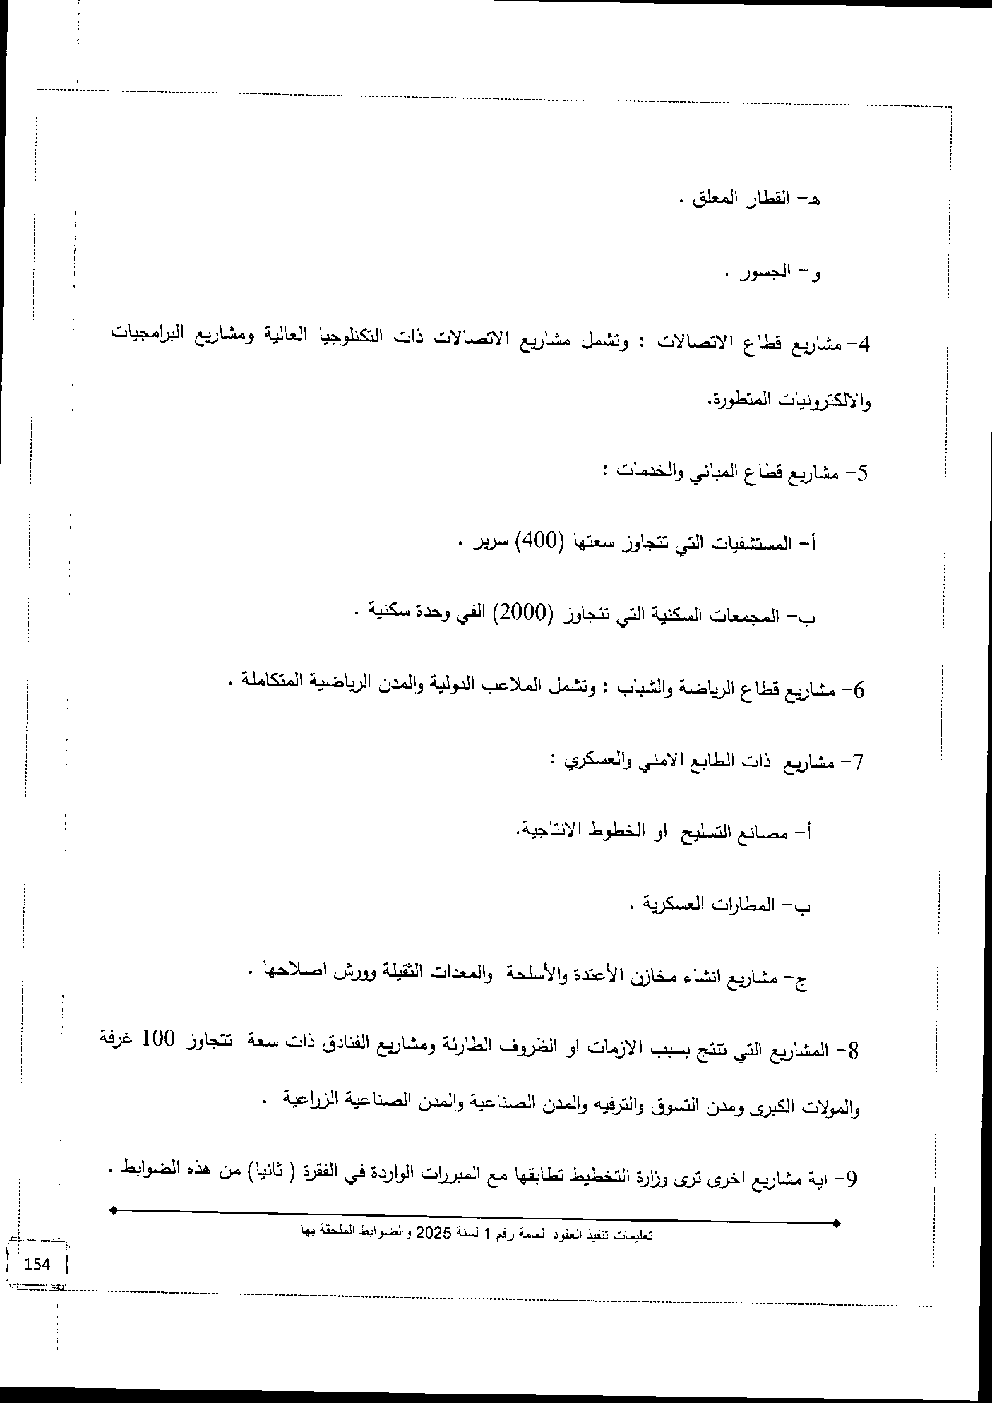 هـ- القطار المعلق .
و- الجسور .
4- مشاريع قطاع الاتصالات : وتشمل مشاريع الاتصالات ذات التكنلوجيا العالية ومشاريع البرامجيات
والالكترونيات المتطورة.
5- مشاريع قطاع المباني والخدمات :
أ- المستشفيات التي تتجاوز سعتها (400) سرير .
ب- المجمعات السكنية التي تتجاوز (2000) الفي وحدة سكنية .
6- مشاريع قطاع الرياضة والشباب : وتشمل الملاعب الدولية والمدن الرياضية المتكاملة .
7- مشاريع ذات الطابع الامني والعسكري :
أ- مصانع التسليح او الخطوط الانتاجية.
ب- المطارات العسكرية .
ج- مشاريع انشاء مخازن الأعتدة والأسلحة والمعدات الثقيلة وورش اصلاحها .
8- المشاريع التي تنتج بسبب الازمات او الظروف الطارئة ومشاريع الفنادق ذات سعة تتجاوز 100 غرفة
والمولات الكبرى ومدن التسوق والترفيه والمدن الصناعية والمدن الصناعية الزراعية .
9- اية مشاريع اخرى ترى وزارة التخطيط تطابقها مع المبررات الواردة في الفقرة ( ثانيا) من هذه الضوابط .
تعليمات تنفيذ العقود العامة رقم 1 لسنة 2025 والضوابط الملحقة بها
154